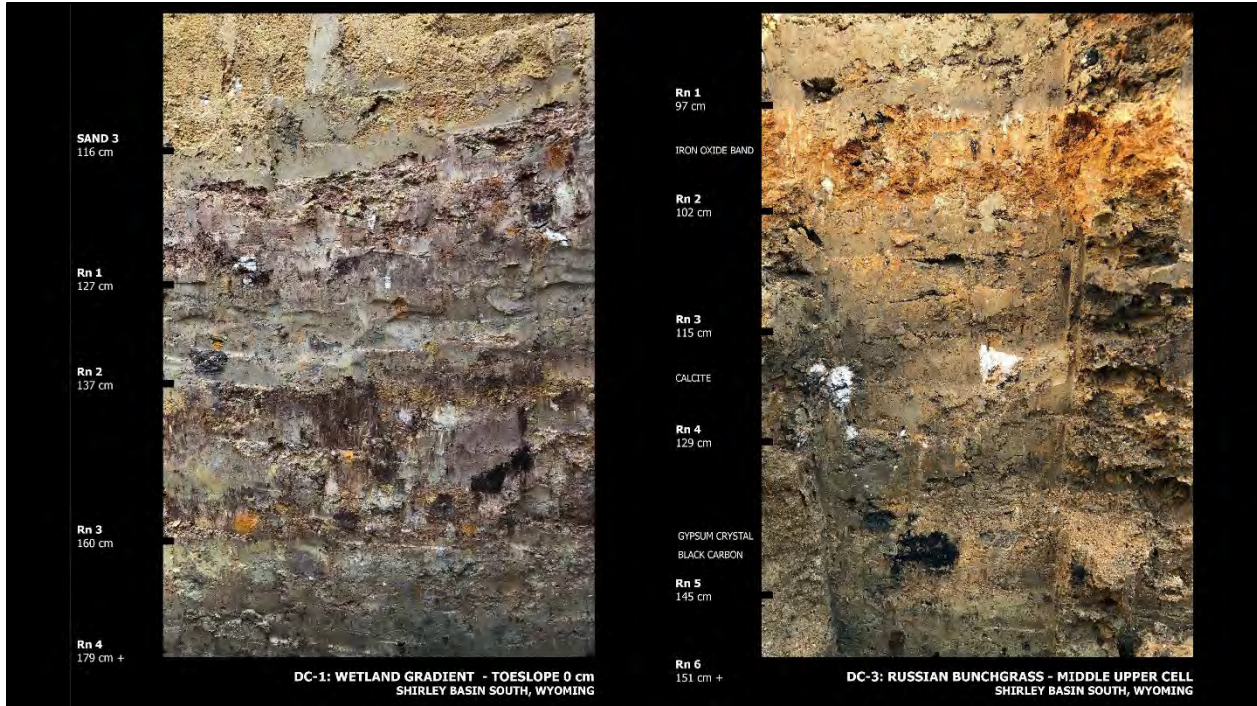 SAND 3
116 cm
Rn 1
127 cm
Rn 2
137 cm
Rn 3
160 cm
Rn 4
179 cm +
DC-1: WETLAND GRADIENT - TOESLOPE 0 cm
SHIRLEY BASIN SOUTH, WYOMING
Rn 1
97 cm
IRON OXIDE BAND
Rn 2
102 cm
Rn 3
115 cm
CALCITE
Rn 4
129 cm
GYPSUM CRYSTAL
BLACK CARBON
Rn 5
145 cm
Rn 6
151 cm +
DC-3: RUSSIAN BUNCHGRASS - MIDDLE UPPER CELL
SHIRLEY BASIN SOUTH, WYOMING